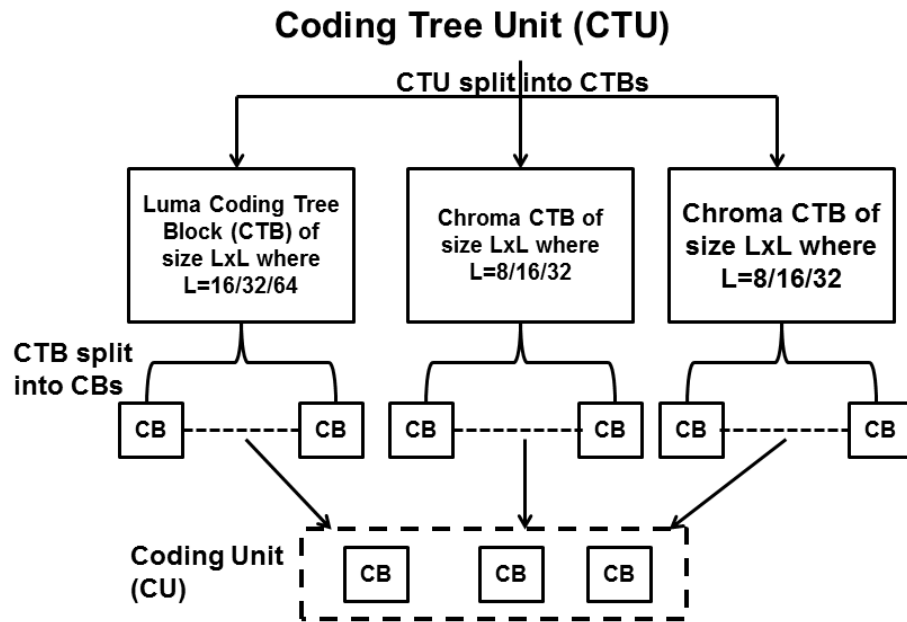 Coding Tree Unit (CTU)
CTU split into CTBs
Luma Coding Tree
Block (CTB) of
size LxL where
L=16/32/64
Chroma CTB of
size LxL where
L=8/16/32
Chroma CTB of
size LxL where
L=8/16/32
CTB split
into CBs
CB
CB
CB
CB
CB
CB
Coding Unit
(CU)
CB
CB
CB